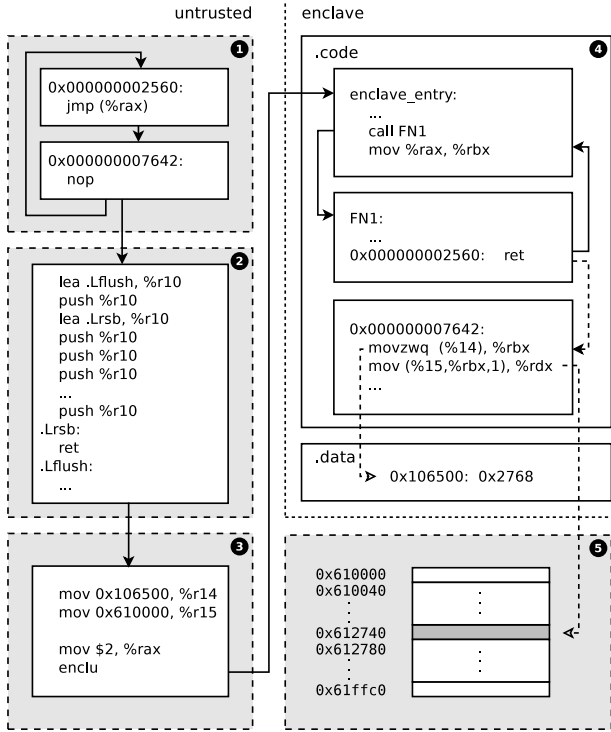 untrusted
enclave
1
0x000000002560:
jmp (%rax)
0x000000007642:
nop
2
lea .Lflush, %r10
push %r10
lea .Lrsb, %r10
push %r10
push %r10
push %r10
...
push %r10
.Lrsb:
ret
.Lflush:
...
3
mov 0x106500, %r14
mov 0x610000, %r15
mov $2, %rax
enclu
4
.code
enclave_entry:
...
call FN1
mov %rax, %rbx
FN1:
...
0x000000002560: ret
0x000000007642:
movzwq (%14), %rbx
mov (%15,%rbx,1), %rdx
...
.data
0x106500: 0x2768
5
0x610000
0x610040
0x612740
0x612780
0x61ffc0